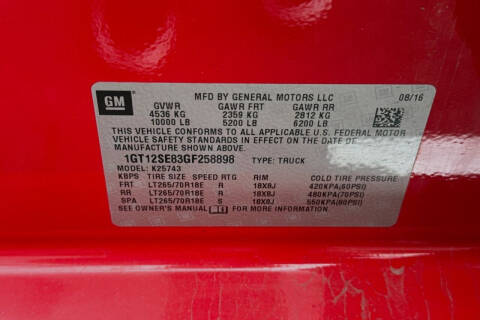 GM
MFD BY GENERAL MOTORS LLC 08/16
GVWR GAWR FRT GAWR RR
4536 KG 2359 KG 2812 KG
10000 LB 5200 LB 6200 LB
THIS VEHICLE CONFORMS TO ALL APPLICABLE U.S. FEDERAL MOTOR
VEHICLE SAFETY STANDARDS IN EFFECT ON THE DATE OF
MANUFACTURE SHOWN ABOVE.
1GT12SE83GF258898 TYPE: TRUCK
MODEL: K25743
KBPS TIRE SIZE SPEED RTG RIM COLD TIRE PRESSURE
FRT LT265/70R18E R 18X8J 420KPA(60PSI)
RR LT265/70R18E R 18X8J 480KPA(70PSI)
SPA LT265/70R18E S 18X8J 550KPA(80PSI)
SEE OWNER'S MANUAL FOR MORE INFORMATION.